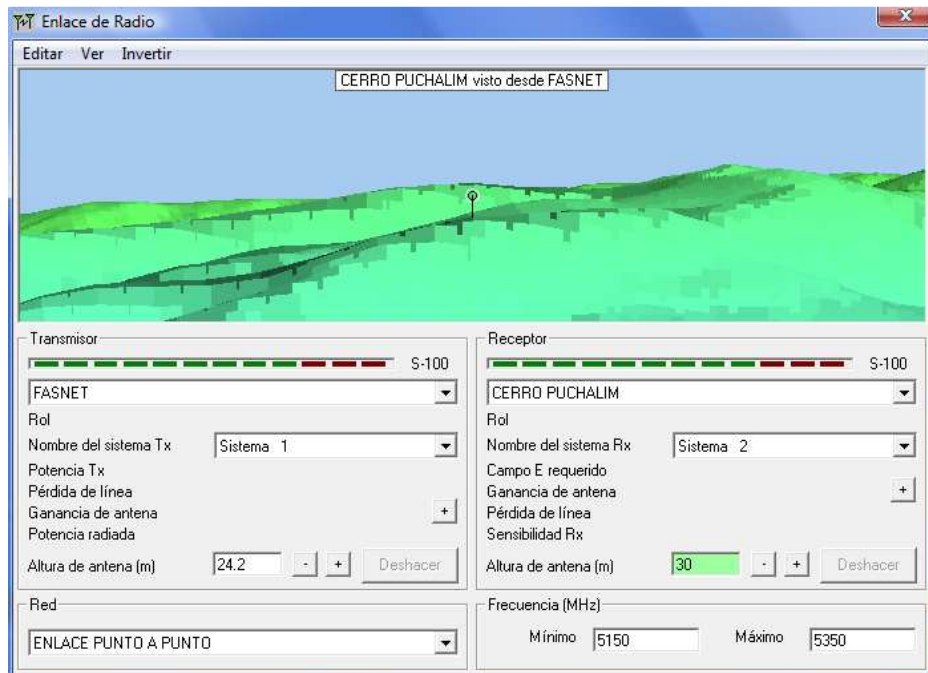 Enlace de Radio
Editar Ver Invertir
CERRO PUCHALIM visto desde FASNET
Transmisor
S-100
FASNET
Rol
Nombre del sistema Tx Sistema 1
Potencia Tx
Pérdida de línea
Ganancia de antena +
Potencia radiada
Altura de antena (m) 24.2 - + Deshacer
Receptor
S-100
CERRO PUCHALIM
Rol
Nombre del sistema Rx Sistema 2
Campo E requerido
Ganancia de antena +
Pérdida de línea
Sensibilidad Rx
Altura de antena (m) 30 - + Deshacer
Red
ENLACE PUNTO A PUNTO
Frecuencia (MHz)
Mínimo 5150 Máximo 5350